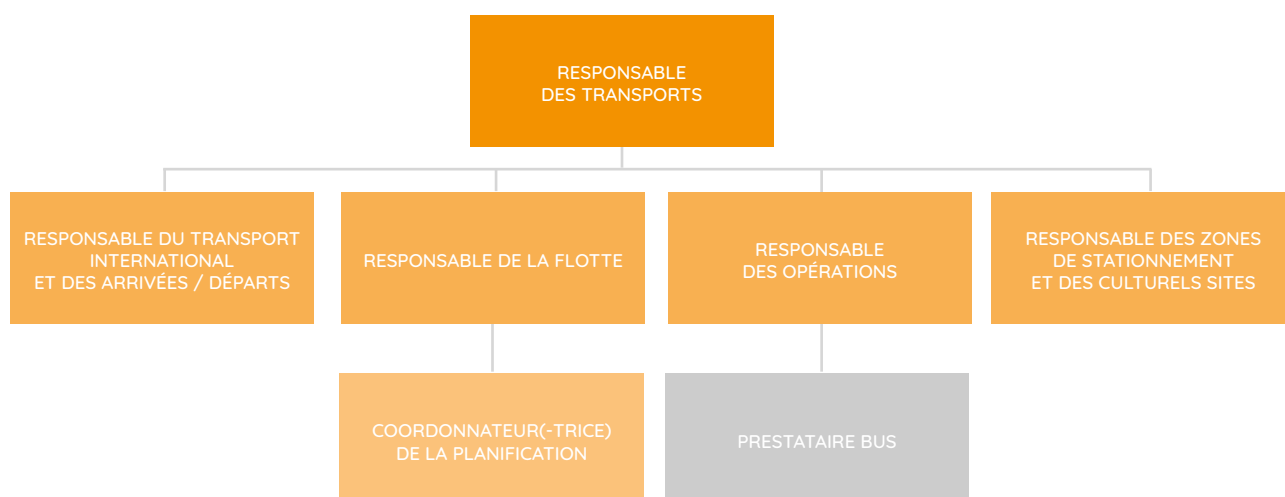 RESPONSABLE
DES TRANSPORTS
RESPONSABLE DU TRANSPORT
INTERNATIONAL
ET DES ARRIVÉES / DÉPARTS
RESPONSABLE DE LA FLOTTE
RESPONSABLE
DES OPÉRATIONS
RESPONSABLE DES ZONES
DE STATIONNEMENT
ET DES CULTURELS SITES
COORDONNATEUR(-TRICE)
DE LA PLANIFICATION
PRESTATAIRE BUS